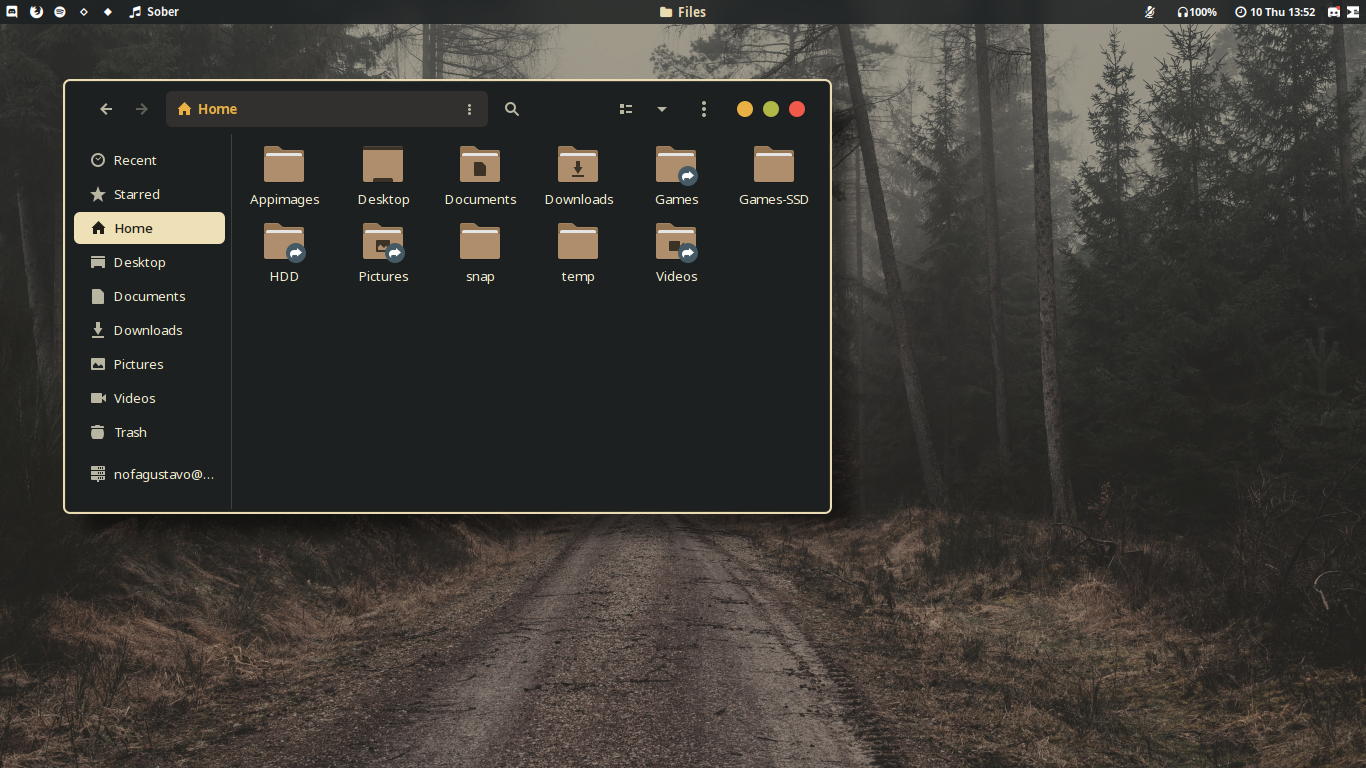 Sober
Files
100%
10 Thu 13:52
Home
Recent
Starred
Home
Desktop
Documents
Downloads
Pictures
Videos
Trash
nofagustavo@...
Appimages
Desktop
Documents
Downloads
Games
Games-SSD
HDD
Pictures
snap
temp
Videos